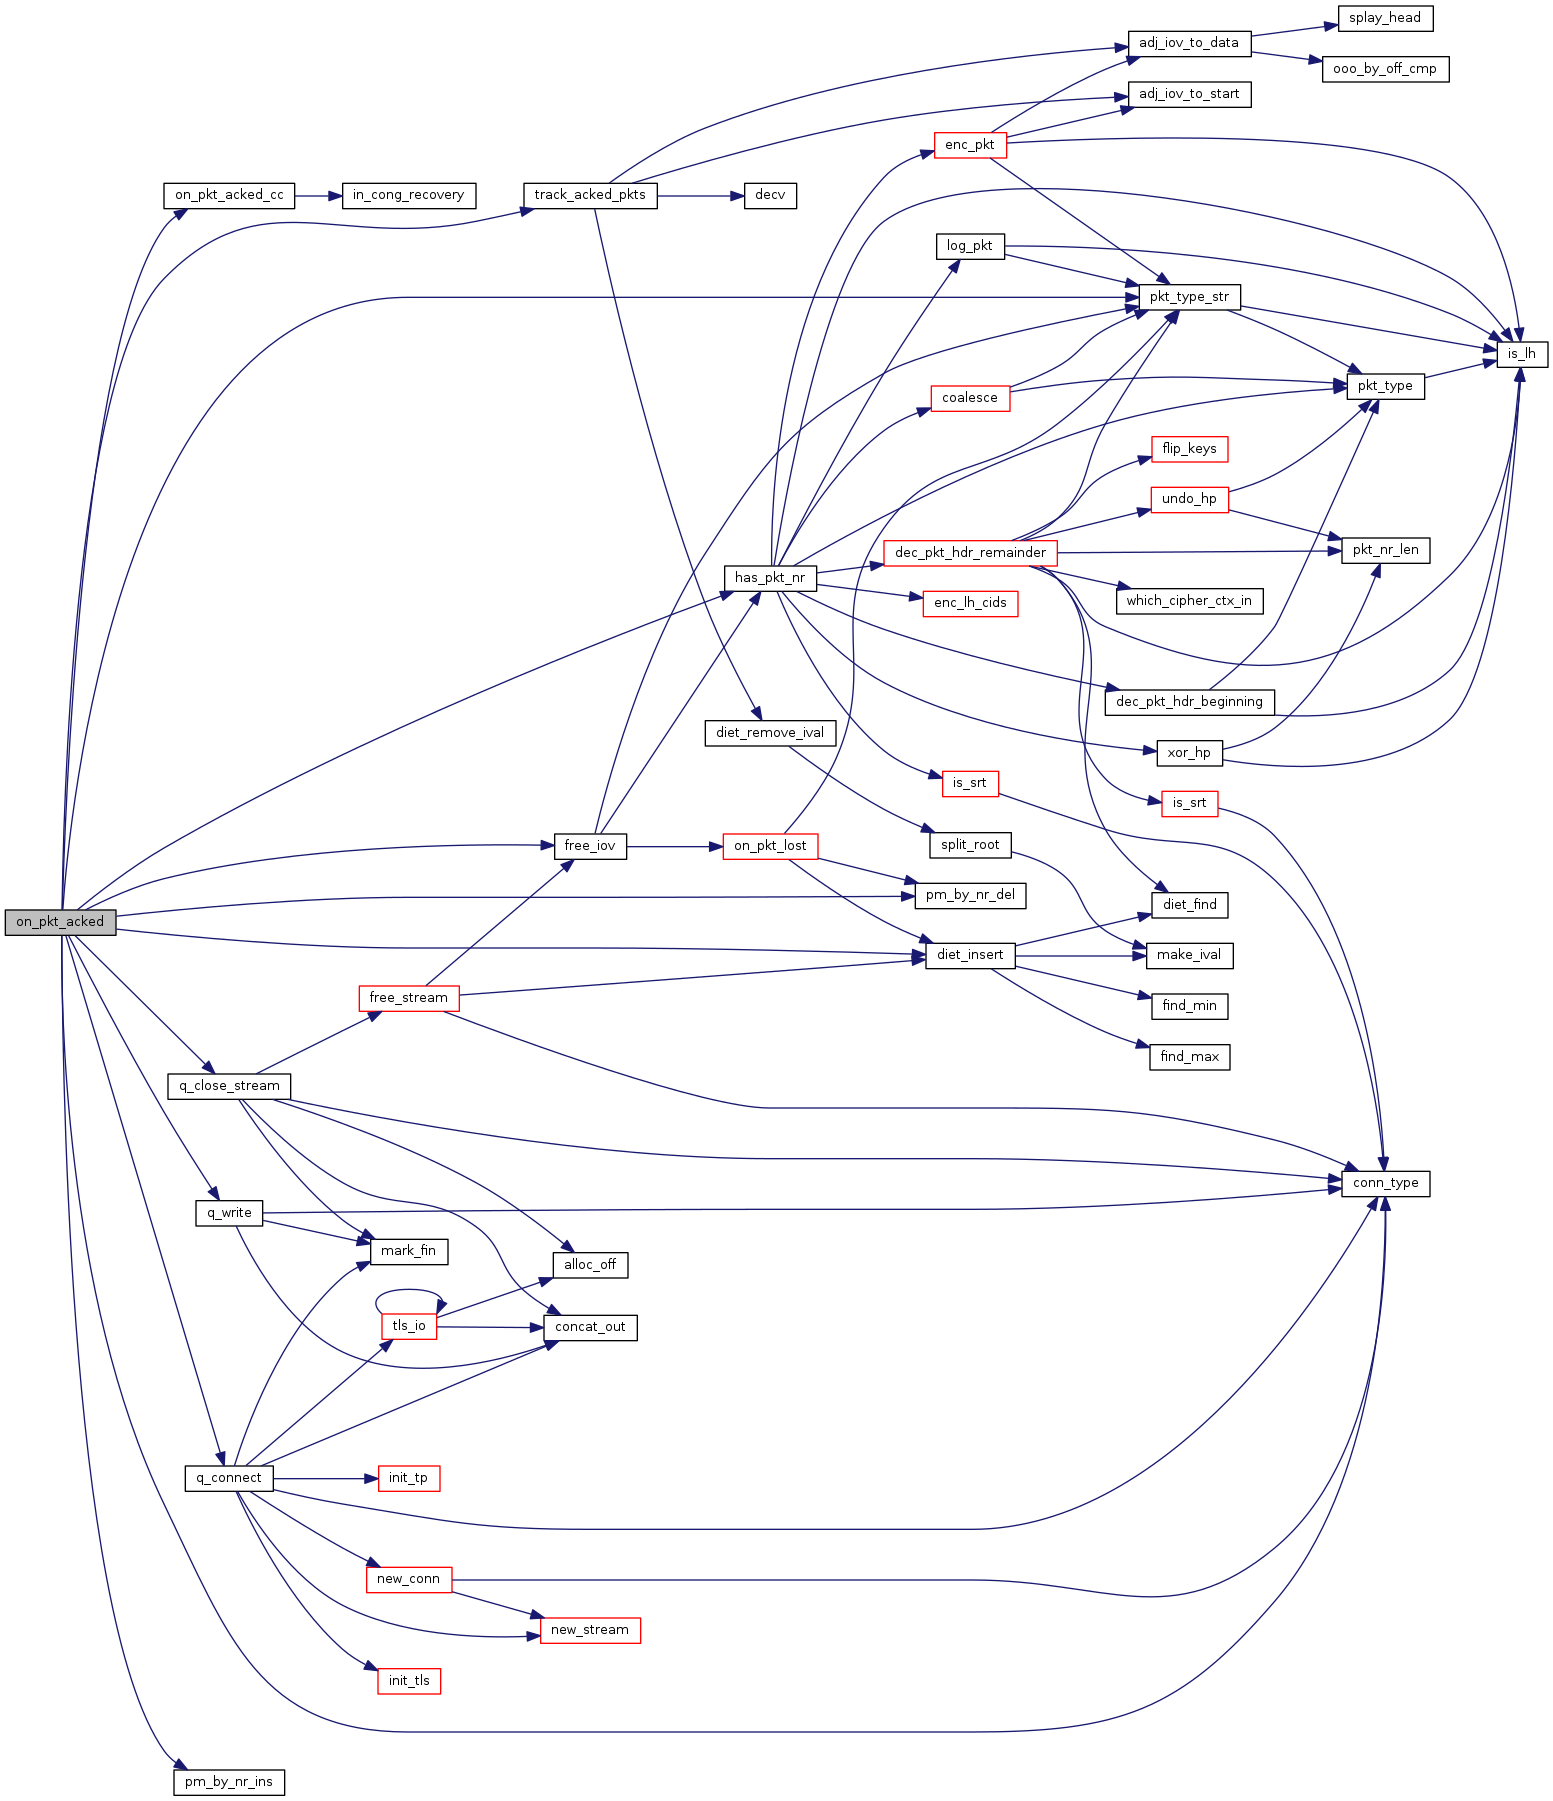 splay_head
adj_iov_to_data
ooo_by_off_cmp
adj_iov_to_start
enc_pkt
on_pkt_acked_cc
in_cong_recovery
track_acked_pkts
decv
log_pkt
pkt_type_str
is_lh
pkt_type
coalesce
flip_keys
undo_hp
pkt_nr_len
dec_pkt_hdr_remainder
has_pkt_nr
which_cipher_ctx_in
enc_lh_cids
dec_pkt_hdr_beginning
diet_remove_ival
xor_hp
is_srt
is_srt
free_iov
on_pkt_lost
split_root
pm_by_nr_del
diet_find
on_pkt_acked
diet_insert
make_ival
free_stream
find_min
find_max
q_close_stream
conn_type
q_write
mark_fin
alloc_off
tls_io
concat_out
q_connect
init_tp
new_conn
new_stream
init_tls
pm_by_nr_ins